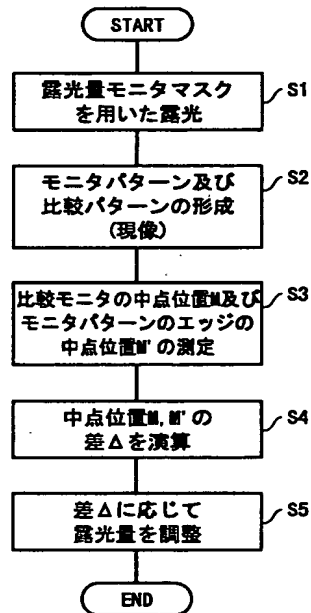 START
露光量モニタマスク
を用いた露光
S1
モニタパターン及び
比較パターンの形成
(現像)
S2
比較モニタの中点位置M及び
モニタパターンのエッジの
中点位置M'の測定
S3
中点位置M,M'の
差Δを演算
S4
差Δに応じて
露光量を調整
S5
END